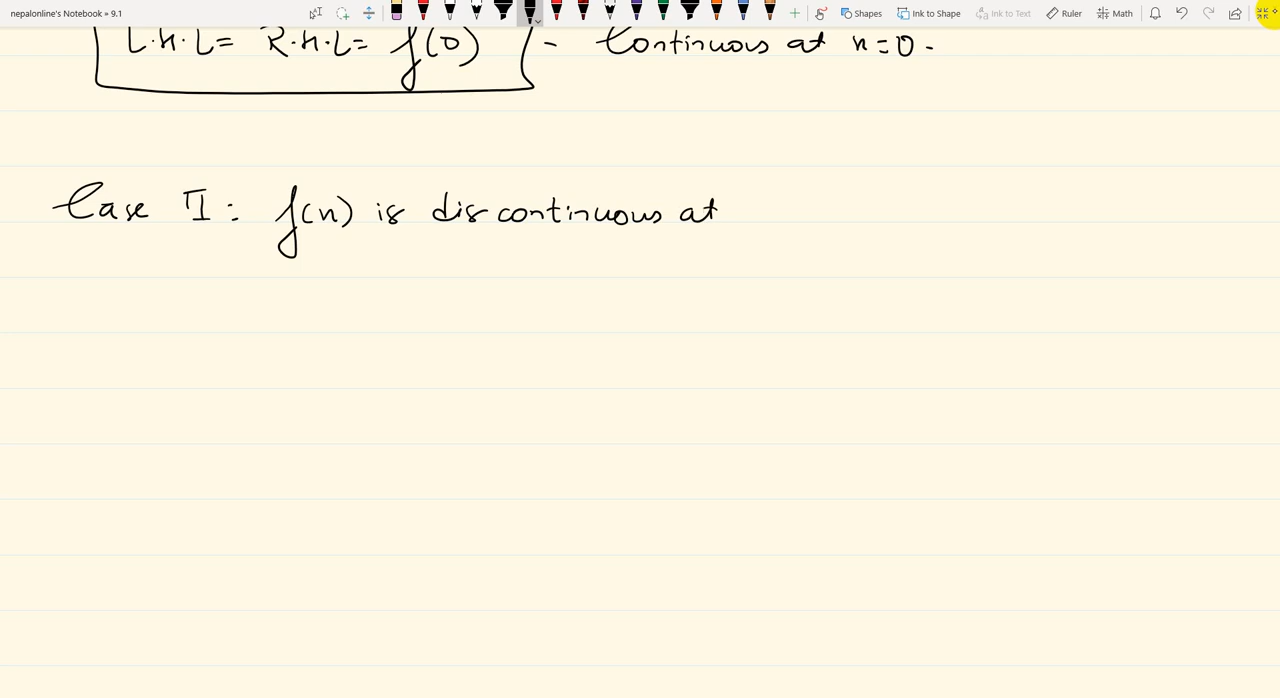 nepalonline's Notebook » 9.1 Shapes Ink to Shape Ink to Text Ruler Math
L.H.L = R.H.L = f(0) - Continuous at x=0.
Case I : f(x) is discontinuous at